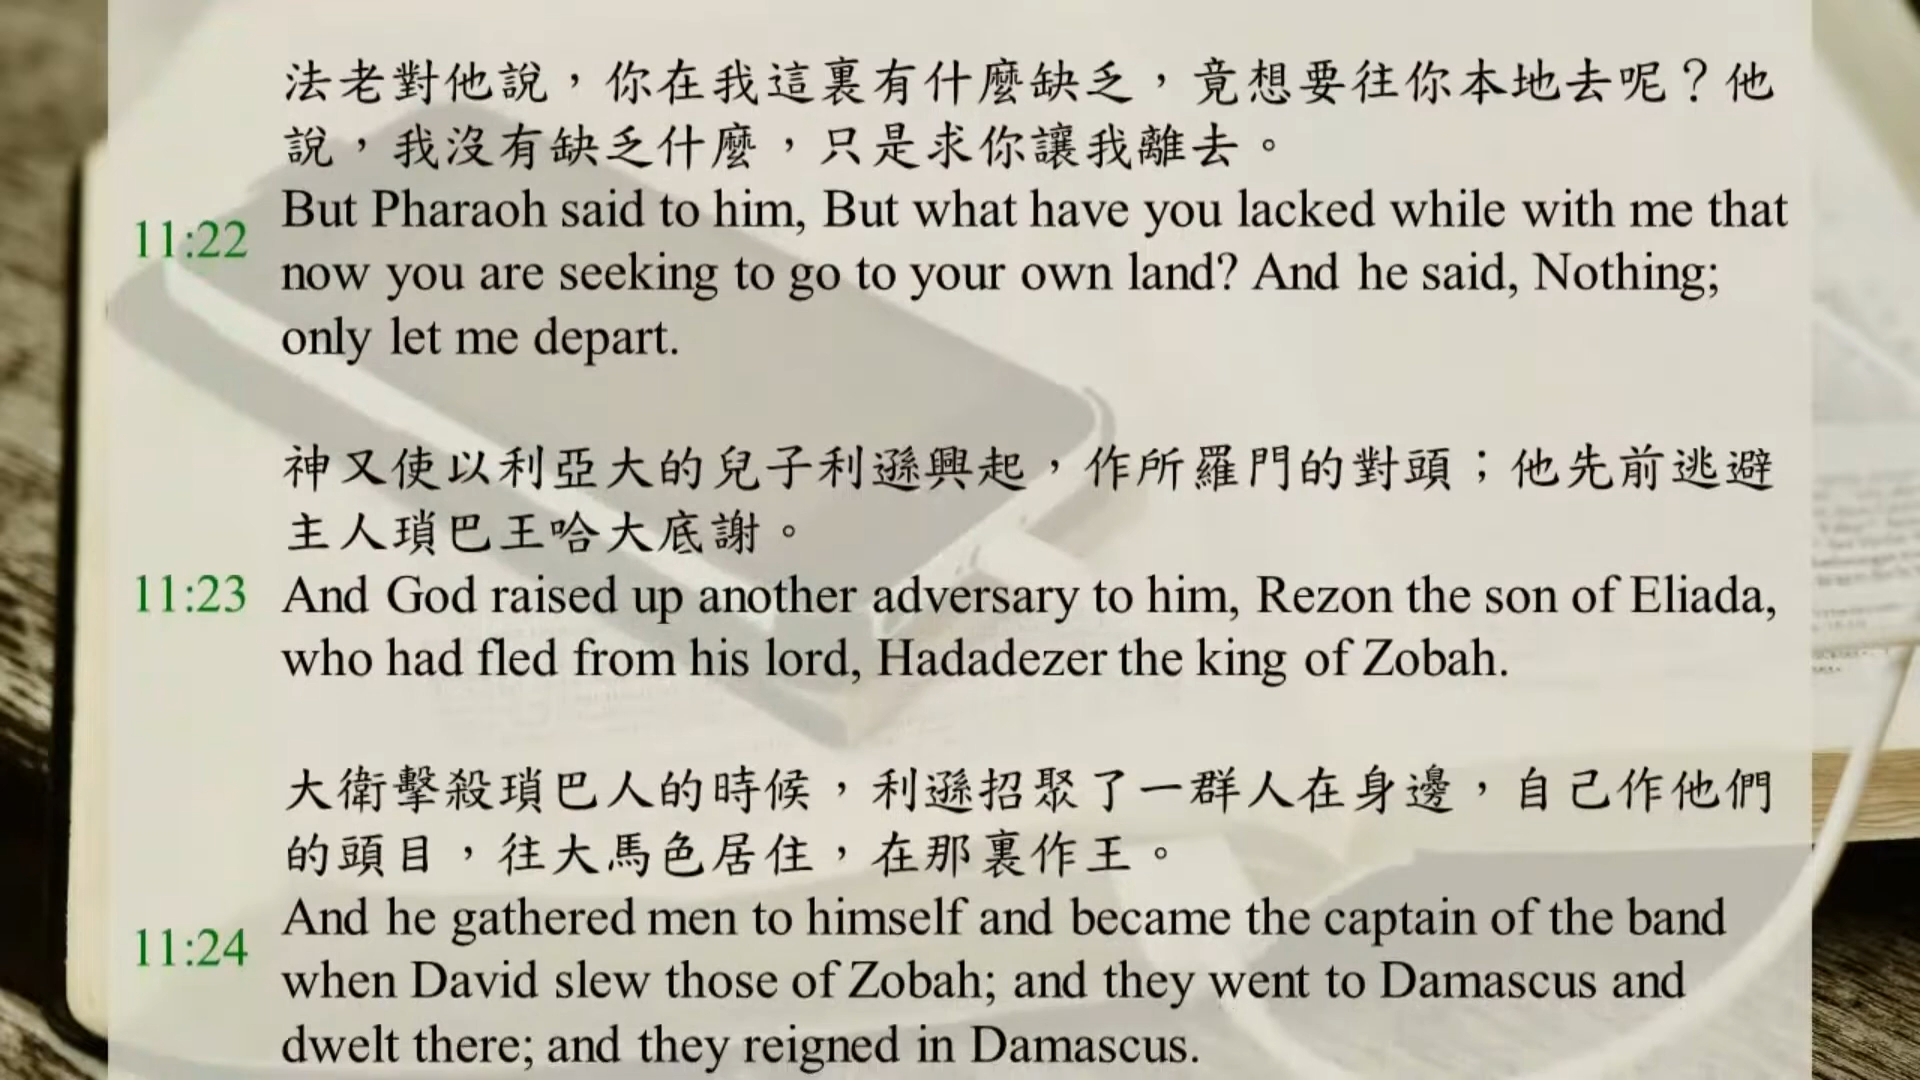 法老對他說，你在我這裏有什麼缺乏，竟想要往你本地去呢？他
說，我沒有缺乏什麼，只是求你讓我離去。
11:22
But Pharaoh said to him, But what have you lacked while with me that
now you are seeking to go to your own land? And he said, Nothing;
only let me depart.
神又使以利亞大的兒子利遜興起，作所羅門的對頭；他先前逃避
主人瑣巴王哈大底謝。
11:23
And God raised up another adversary to him, Rezon the son of Eliada,
who had fled from his lord, Hadadezer the king of Zobah.
大衛擊殺瑣巴人的時候，利遜招聚了一群人在身邊，自己作他們
的頭目，往大馬色居住，在那裏作王。
11:24
And he gathered men to himself and became the captain of the band
when David slew those of Zobah; and they went to Damascus and
dwelt there; and they reigned in Damascus.